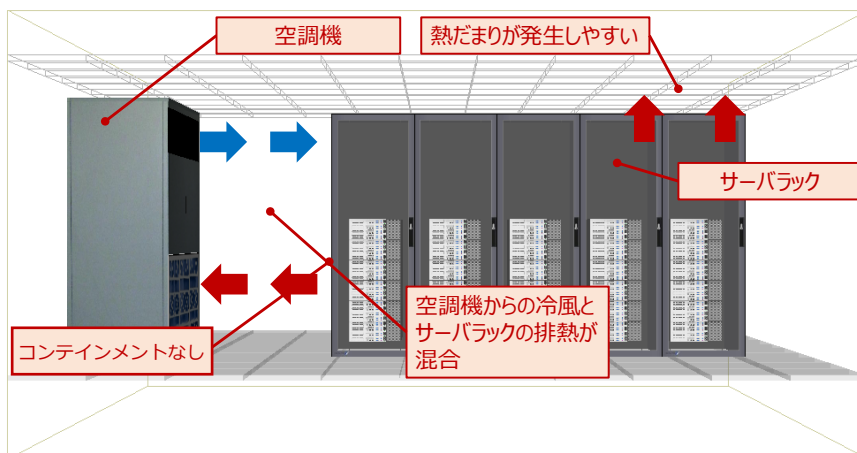 空調機
熱だまりが発生しやすい
サーバラック
空調機からの冷風と
サーバラックの排熱が
混合
コンテインメントなし